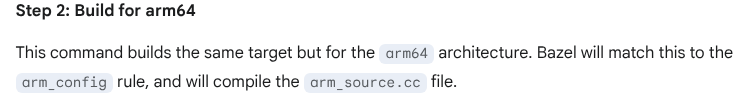 Step 2: Build for arm64
This command builds the same target but for the arm64 architecture. Bazel will match this to the
arm_config rule, and will compile the arm_source.cc file.